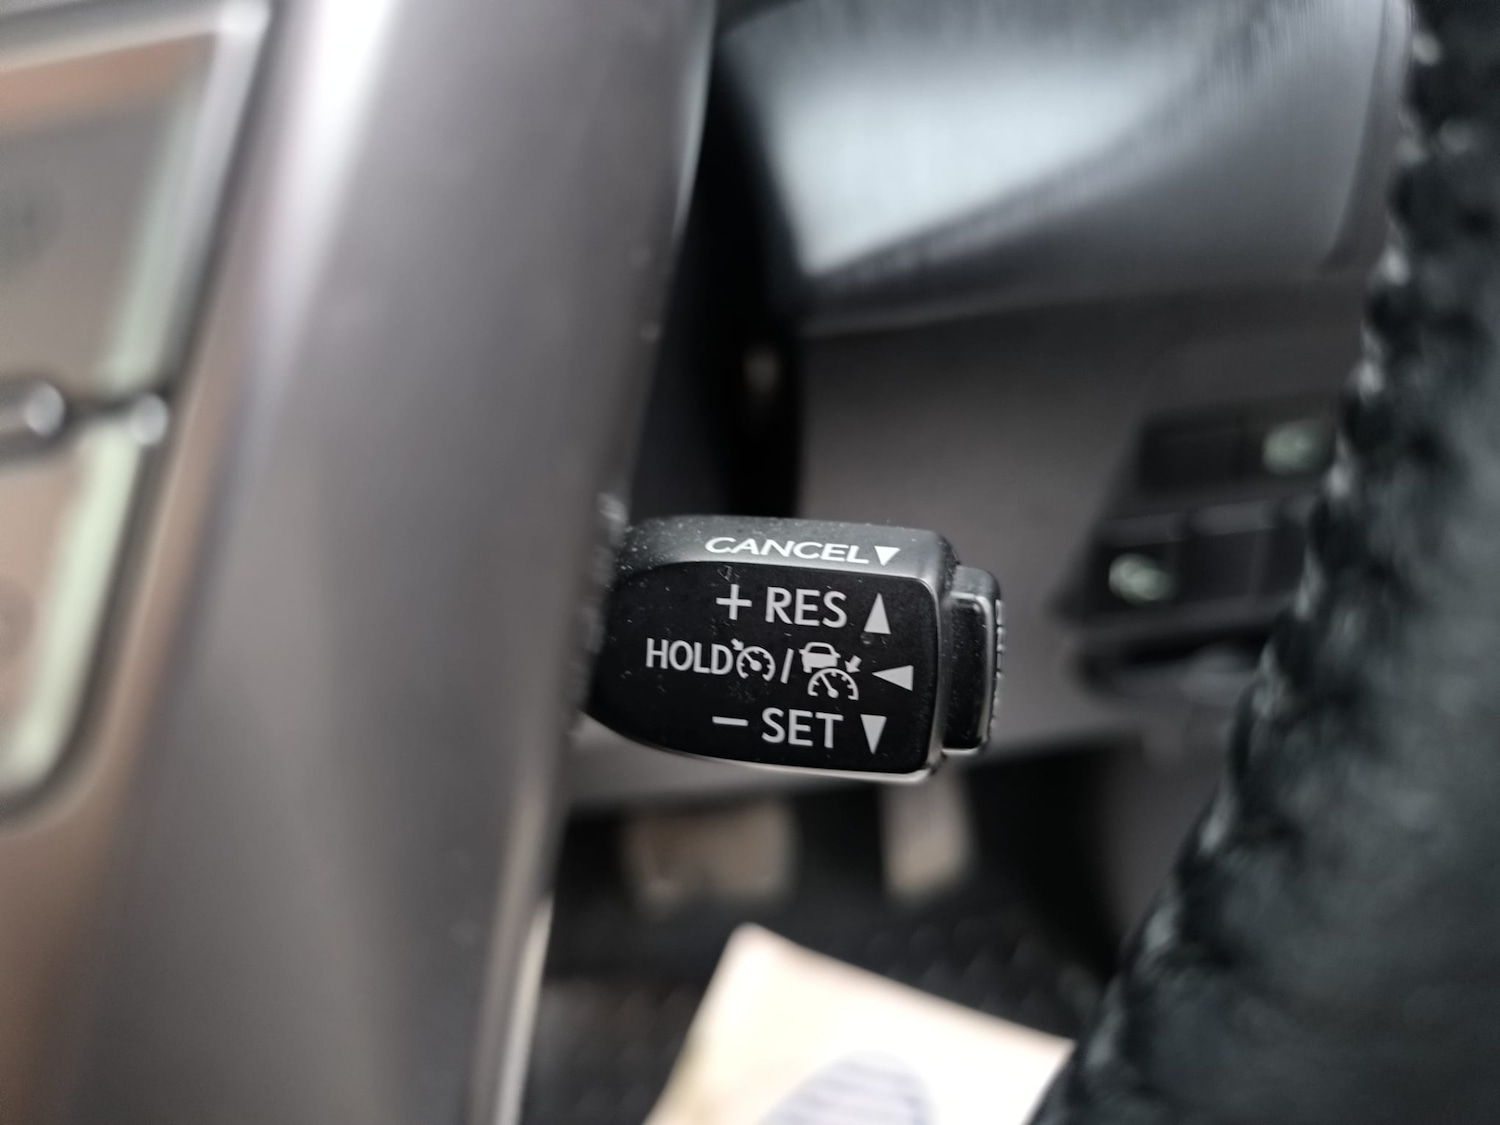 CANCEL▼
+ RES ▲
HOLD / ◀
− SET ▼